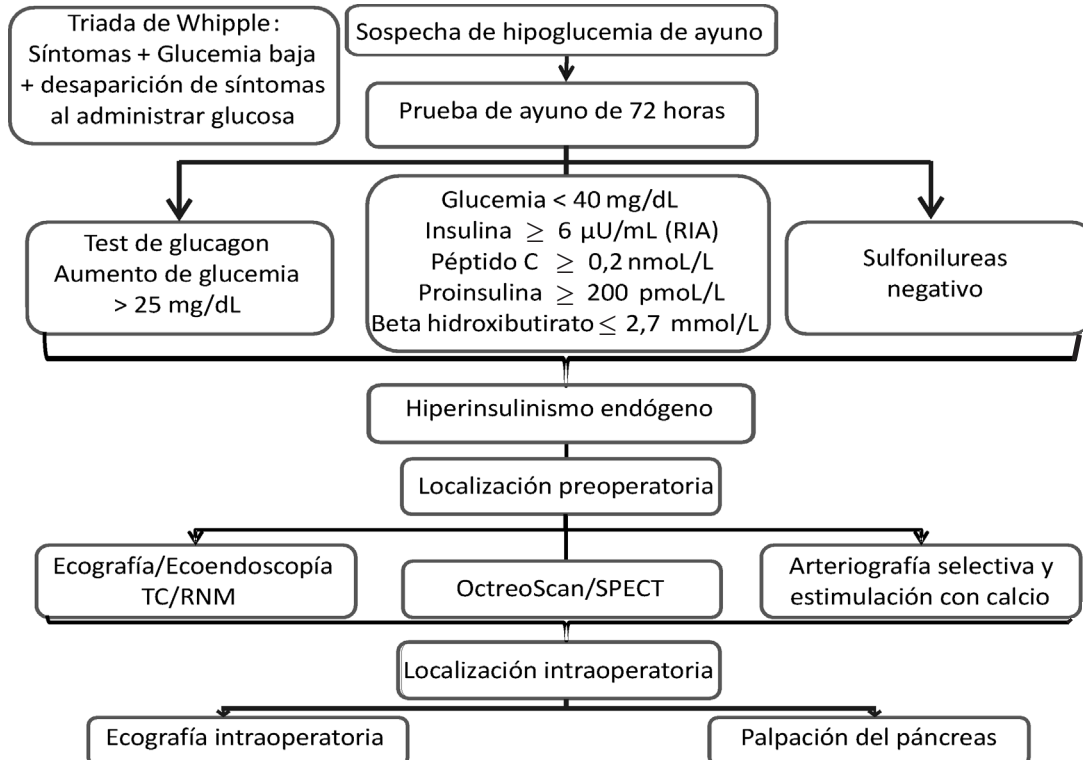 Triada de Whipple:
Síntomas + Glucemia baja
+ desaparición de síntomas
al administrar glucosa
Sospecha de hipoglucemia de ayuno
Prueba de ayuno de 72 horas
Test de glucagon
Aumento de glucemia
> 25 mg/dL
Glucemia < 40 mg/dL
Insulina ≥ 6 µU/mL (RIA)
Péptido C ≥ 0,2 nmoL/L
Proinsulina ≥ 200 pmoL/L
Beta hidroxibutirato ≤ 2,7 mmol/L
Sulfonilureas
negativo
Hiperinsulinismo endógeno
Localización preoperatoria
Ecografía/Ecoendoscopía
TC/RNM
OctreoScan/SPECT
Arteriografía selectiva y
estimulación con calcio
Localización intraoperatoria
Ecografía intraoperatoria
Palpación del páncreas